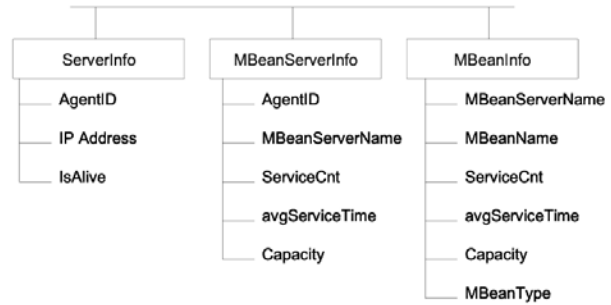 ServerInfo
AgentID
IP Address
IsAlive
MBeanServerInfo
AgentID
MBeanServerName
ServiceCnt
avgServiceTime
Capacity
MBeanInfo
MBeanServerName
MBeanName
ServiceCnt
avgServiceTime
Capacity
MBeanType